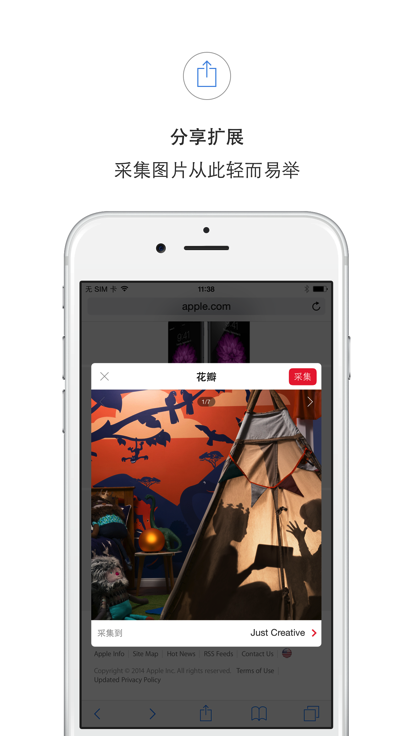 分享扩展
采集图片从此轻而易举
无 SIM 卡
11:38
apple.com
花瓣
采集
1/7
采集到
Just Creative
Apple Info Site Map Hot News RSS Feeds Contact Us
Copyright © 2014 Apple Inc. All rights reserved. Terms of Use
Updated Privacy Policy